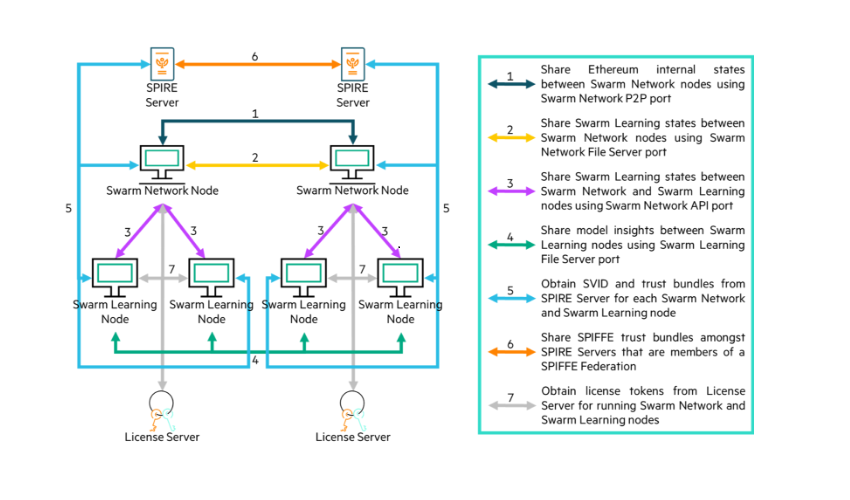 6
SPIRE
Server
SPIRE
Server
1
2
Swarm Network Node
Swarm Network Node
5
3
3
3
3
5
7
7
Swarm Learning
Node
Swarm Learning
Node
Swarm Learning
Node
Swarm Learning
Node
4
License Server
License Server
1
Share Ethereum internal states
between Swarm Network nodes using
Swarm Network P2P port
2
Share Swarm Learning states between
Swarm Network nodes using Swarm
Network File Server port
3
Share Swarm Learning states between
Swarm Network and Swarm Learning
nodes using Swarm Network API port
4
Share model insights between Swarm
Learning nodes using Swarm Learning
File Server port
5
Obtain SVID and trust bundles from
SPIRE Server for each Swarm Network
and Swarm Learning node
6
Share SPIFFE trust bundles amongst
SPIRE Servers that are members of a
SPIFFE Federation
7
Obtain license tokens from License
Server for running Swarm Network and
Swarm Learning nodes